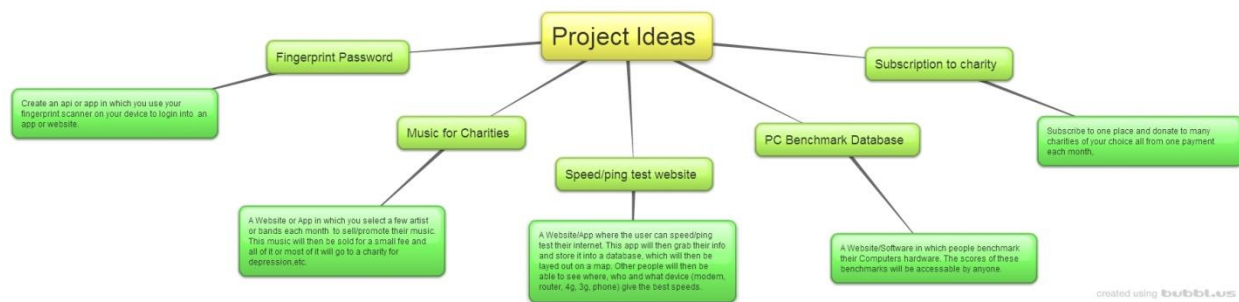 Project Ideas
Fingerprint Password
Subscription to charity
Create an api or app in which you use your
fingerprint scanner on your device to login into an
app or website.
Music for Charities
PC Benchmark Database
Subscribe to one place and donate to many
charities of your choice all from one payment
each month,
Speed/ping test website
A Website or App in which you select a few artist
or bands each month to sell/promote their music.
This music will then be sold for a small fee and
all of it or most of it will go to a charity for
depression,etc.
A Website/App where the user can speed/ping
test their internet. This app will then grab their info
and store it into a database, which will then be
layed out on a map. Other people will then be
able to see where, who and what device (modem,
router, 4g, 3g, phone) give the best speeds.
A Website/Software in which people benchmark
their Computers hardware. The scores of these
benchmarks will be accessable by anyone.
created using bubbl.us